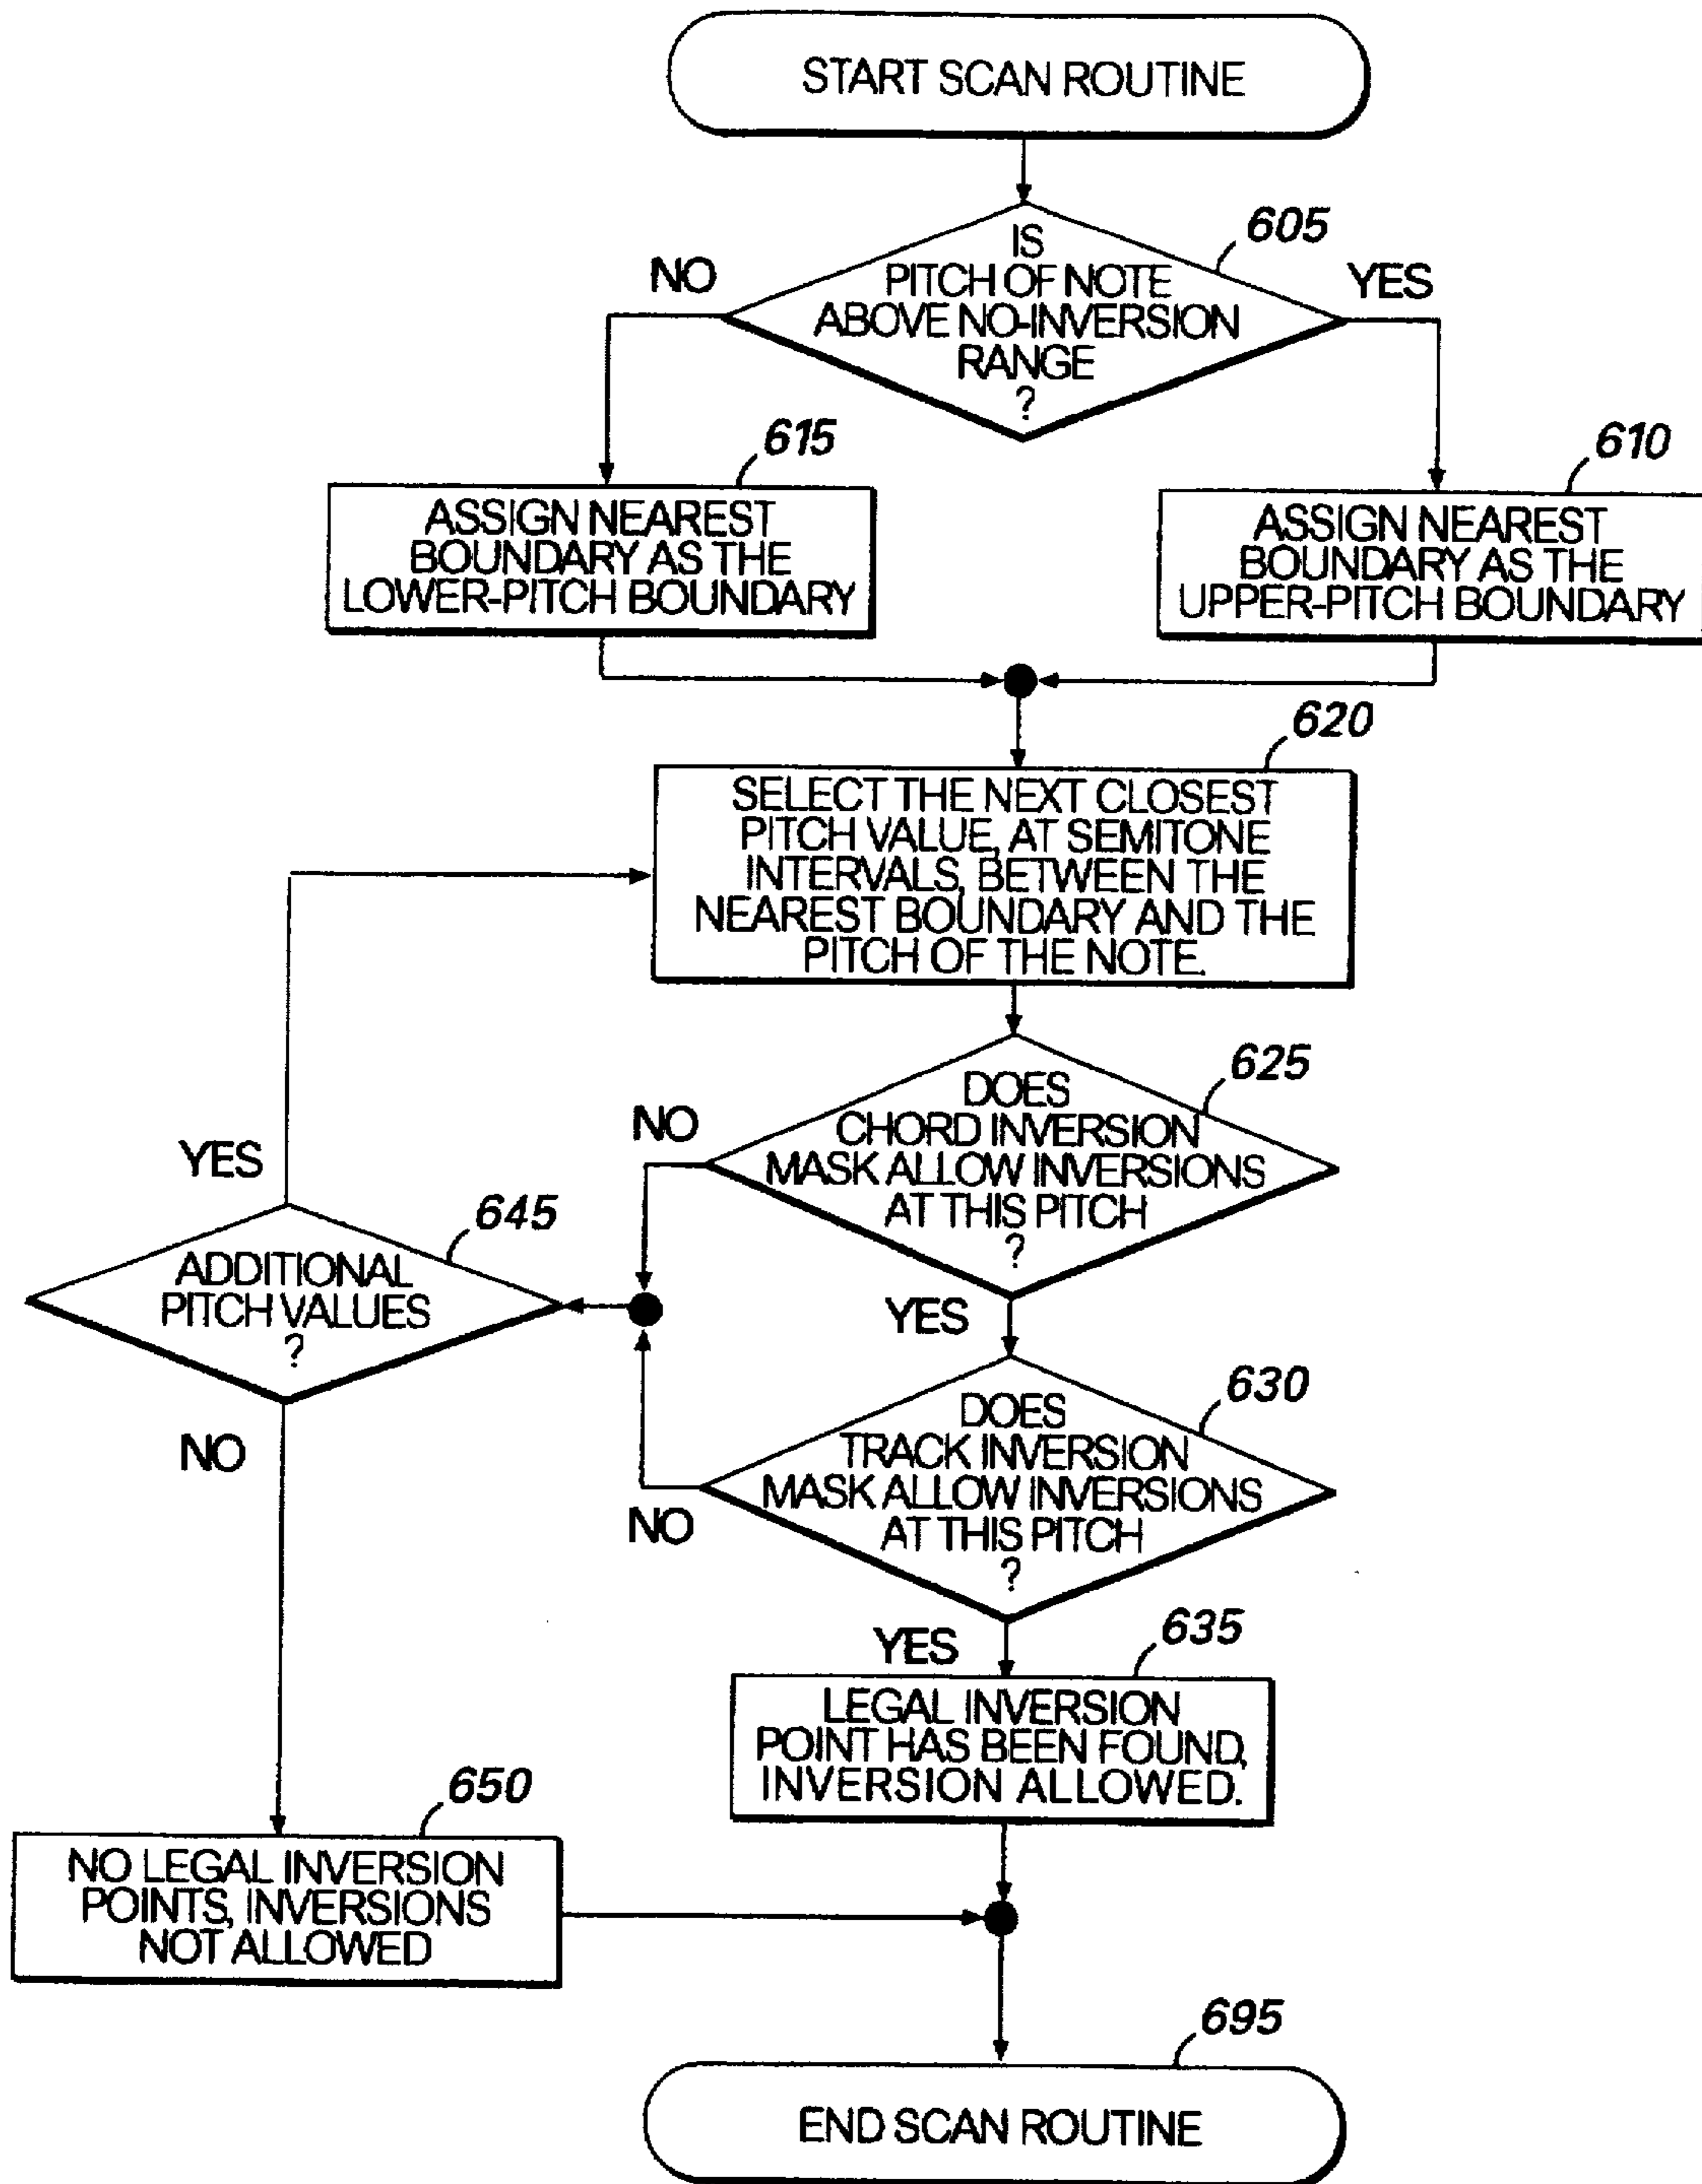 START SCAN ROUTINE
605
IS
PITCH OF NOTE
ABOVE NO-INVERSION
RANGE
?
NO
YES
615
ASSIGN NEAREST
BOUNDARY AS THE
LOWER-PITCH BOUNDARY
610
ASSIGN NEAREST
BOUNDARY AS THE
UPPER-PITCH BOUNDARY
620
SELECT THE NEXT CLOSEST
PITCH VALUE, AT SEMITONE
INTERVALS, BETWEEN THE
NEAREST BOUNDARY AND THE
PITCH OF THE NOTE.
625
DOES
CHORD INVERSION
MASK ALLOW INVERSIONS
AT THIS PITCH
?
NO
YES
YES
645
ADDITIONAL
PITCH VALUES
?
NO
630
DOES
TRACK INVERSION
MASK ALLOW INVERSIONS
AT THIS PITCH
?
NO
YES
635
LEGAL INVERSION
POINT HAS BEEN FOUND,
INVERSION ALLOWED.
650
NO LEGAL INVERSION
POINTS, INVERSIONS
NOT ALLOWED
695
END SCAN ROUTINE